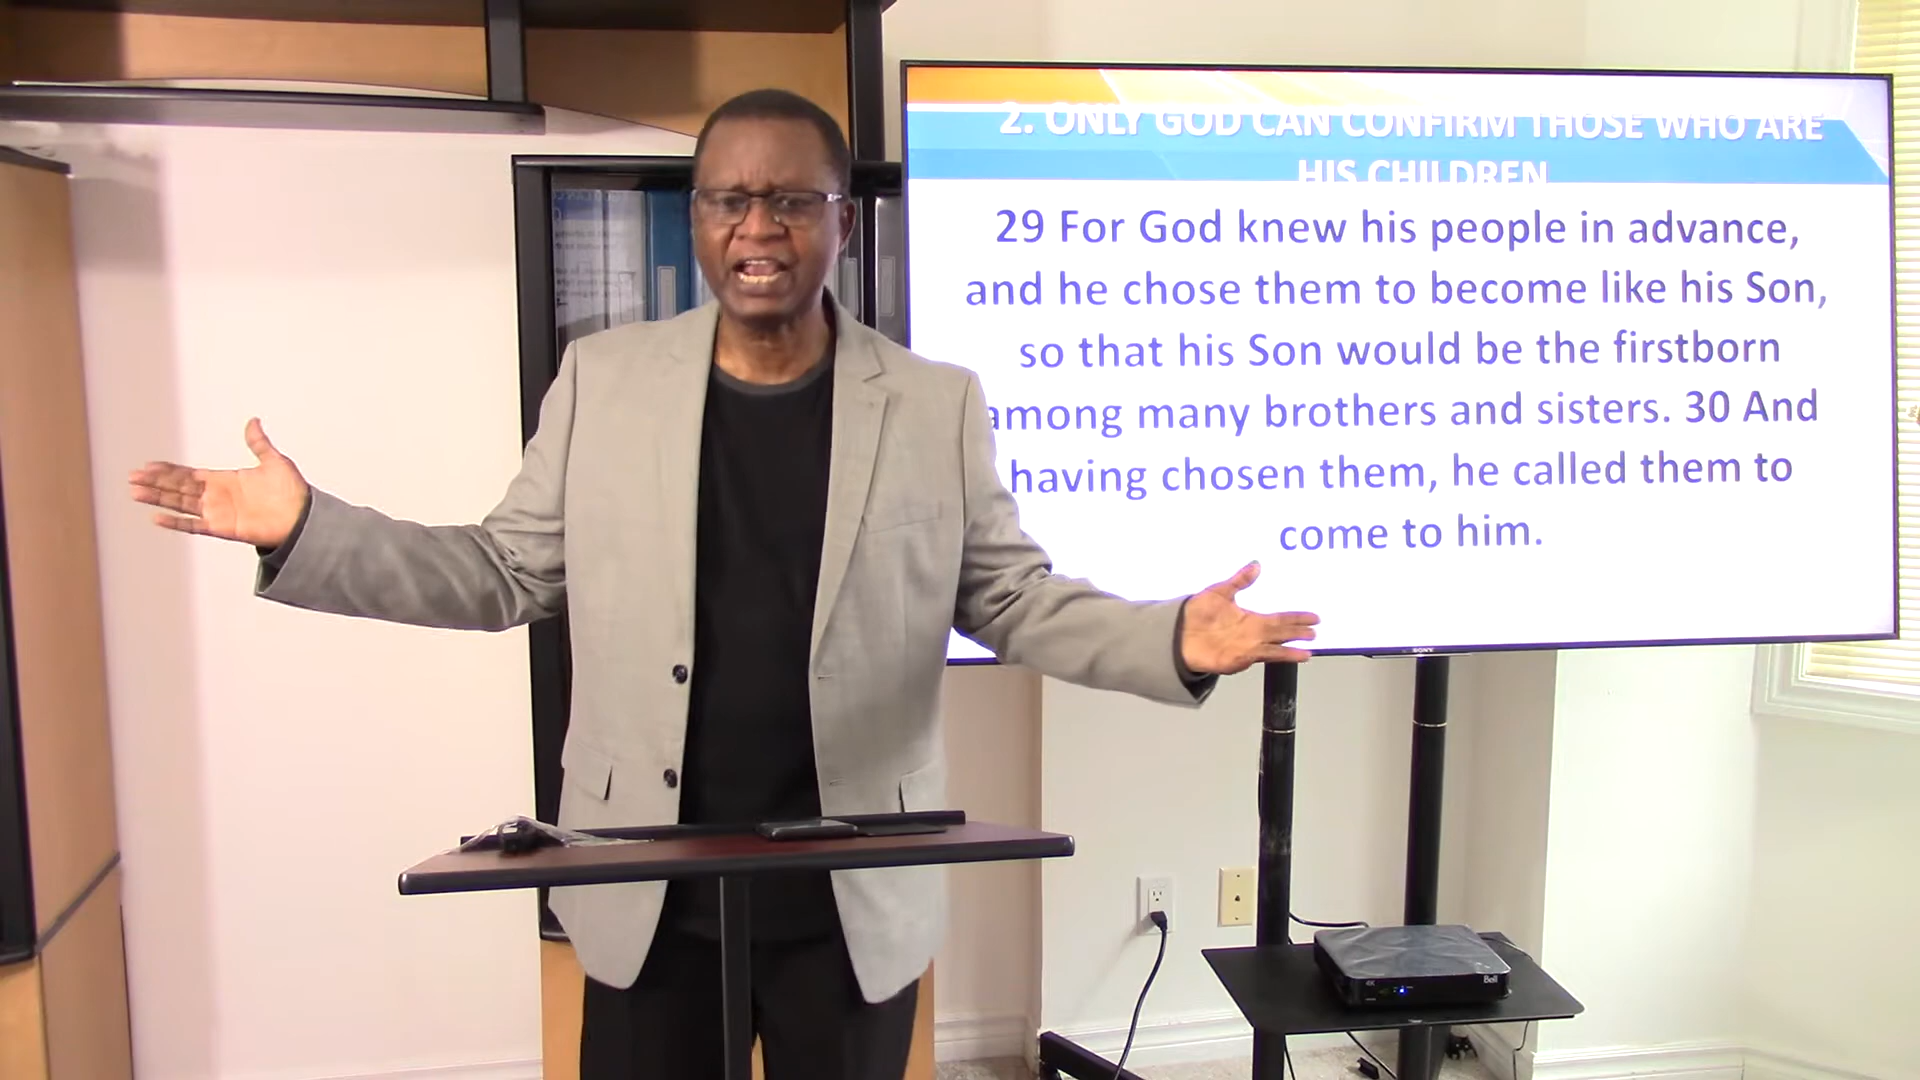 2. ONLY GOD CAN CONFIRM THOSE WHO ARE
HIS CHILDREN
29 For God knew his people in advance,
and he chose them to become like his Son,
so that his Son would be the firstborn
among many brothers and sisters. 30 And
having chosen them, he called them to
come to him.
SONY
Bell